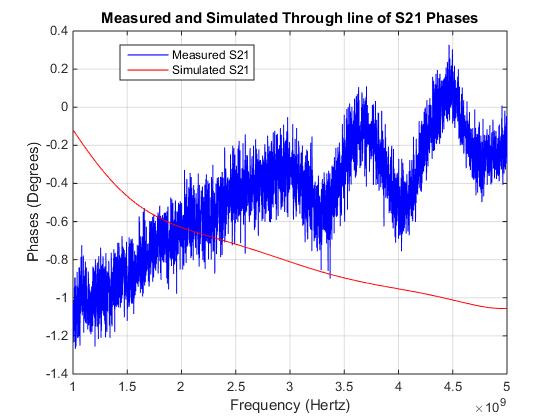 Measured and Simulated Through line of S21 Phases
Measured S21
Simulated S21
Phases (Degrees)
0.4
0.2
0
-0.2
-0.4
-0.6
-0.8
-1
-1.2
-1.4
1 1.5 2 2.5 3 3.5 4 4.5 5
Frequency (Hertz)
×10⁹